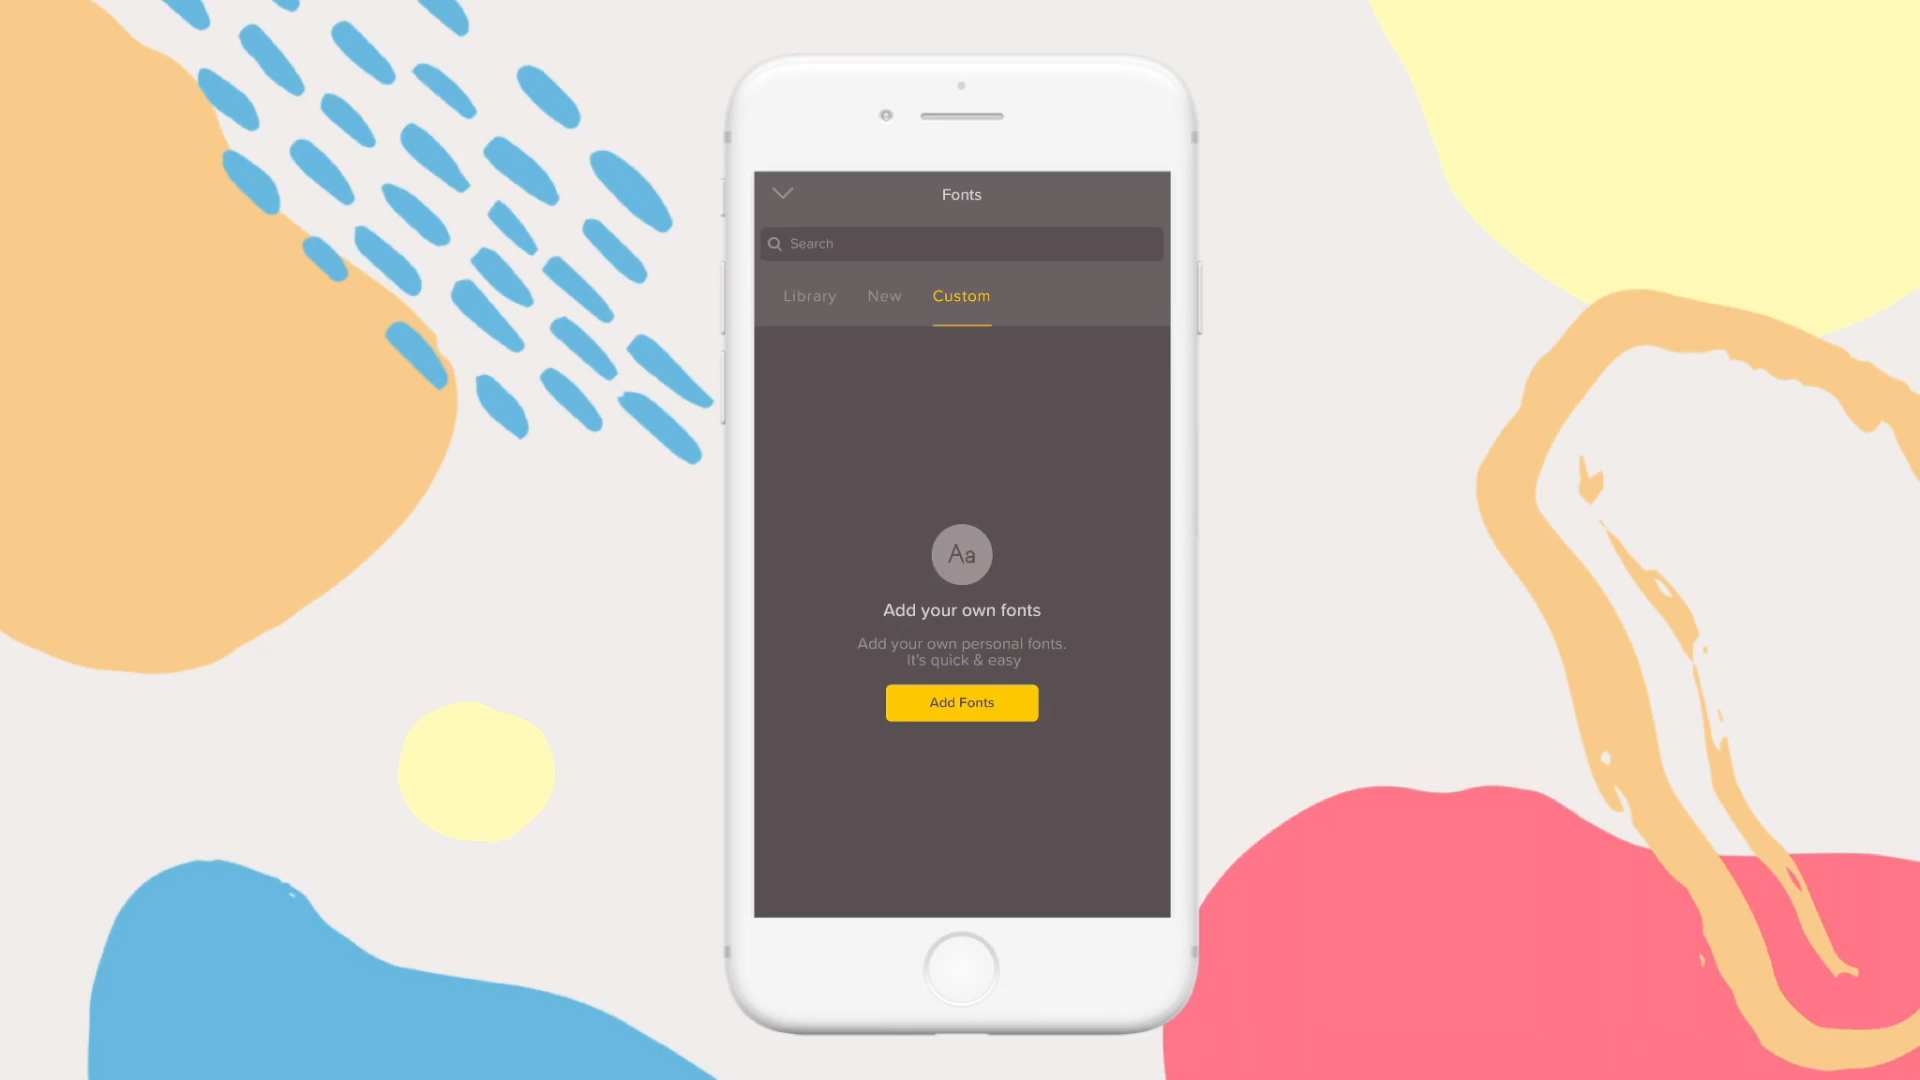 Fonts
Search
Library New Custom
Aa
Add your own fonts
Add your own personal fonts.
It's quick & easy
Add Fonts